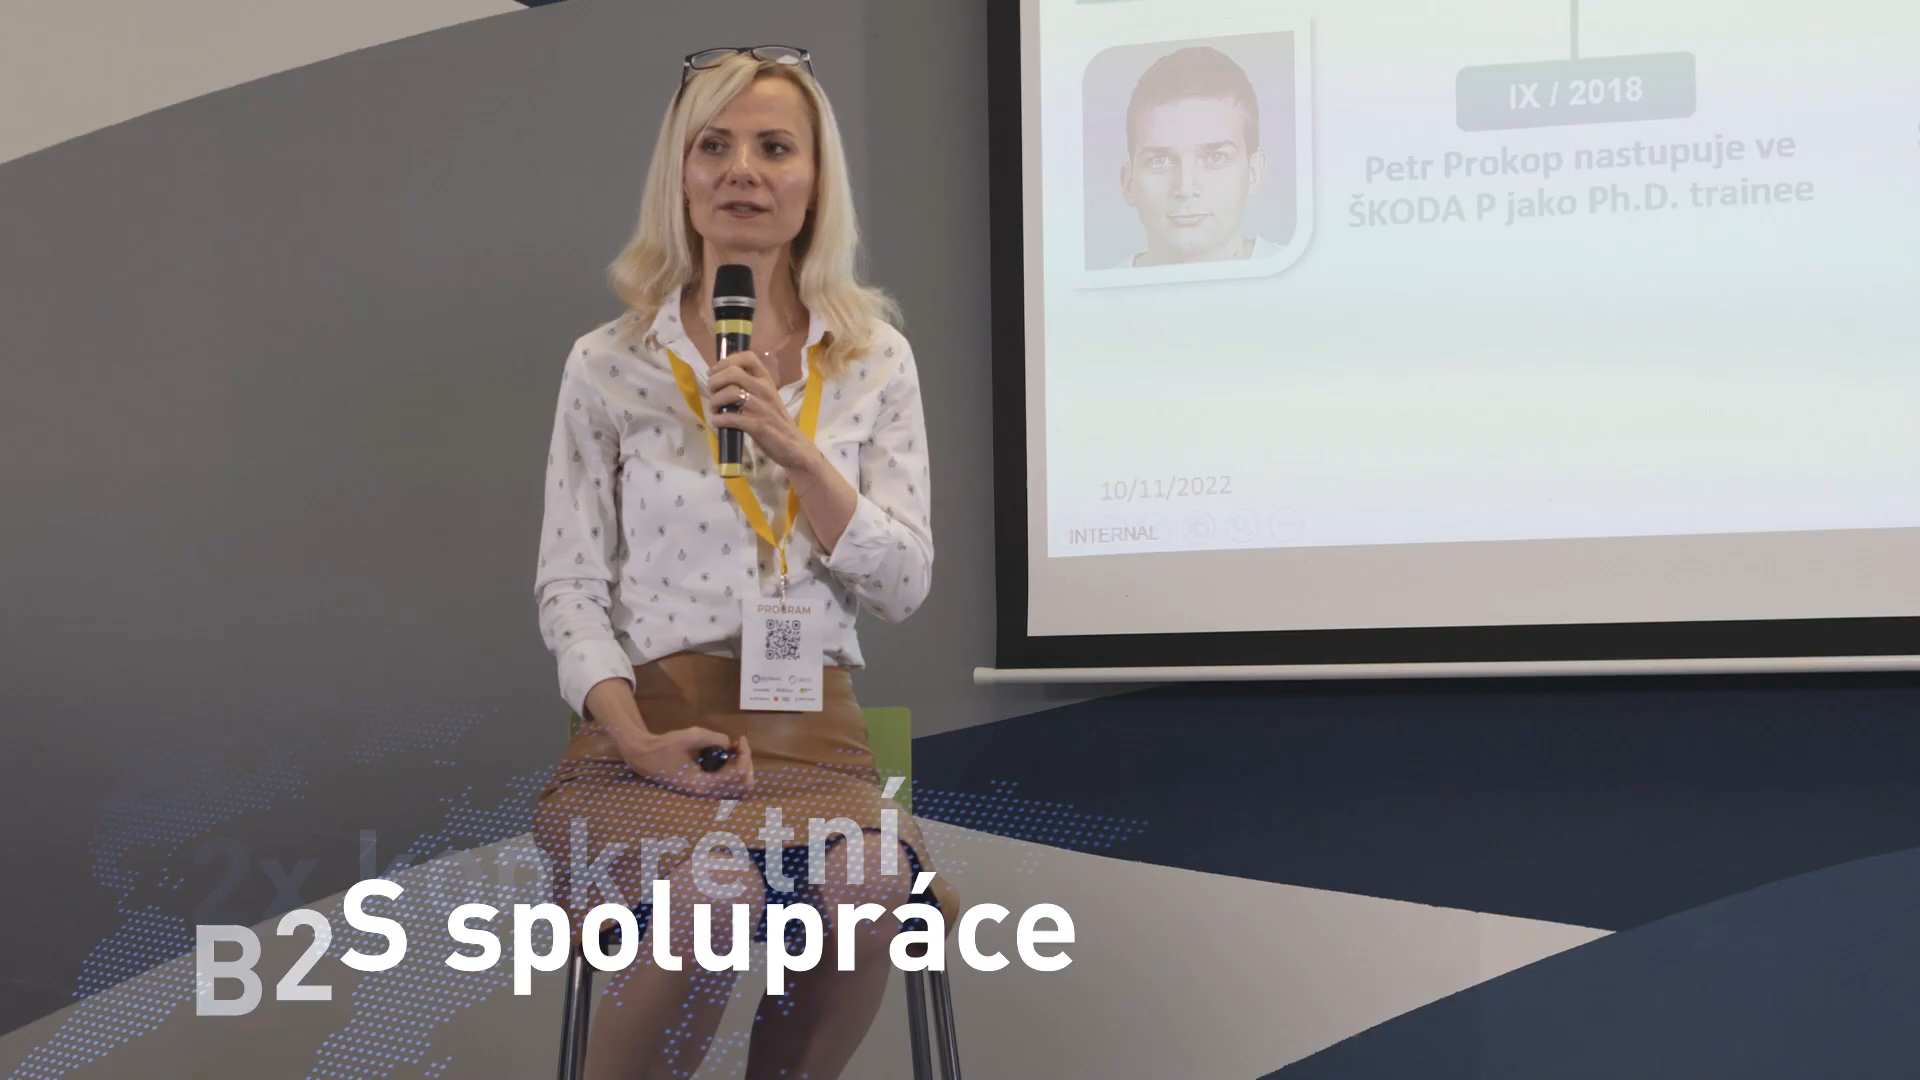 IX / 2018
Petr Prokop nastupuje ve
ŠKODA P jako Ph.D. trainee
10/11/2022
INTERNAL
PROGRAM
2x konkrétní
B2S spolupráce